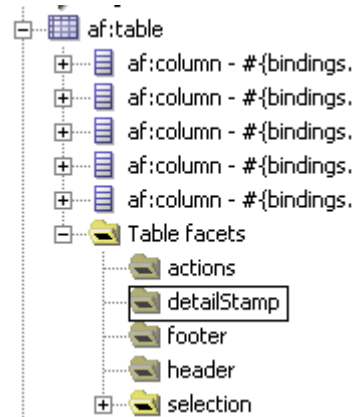 af:table
af:column - #{bindings.
af:column - #{bindings.
af:column - #{bindings.
af:column - #{bindings.
af:column - #{bindings.
Table facets
actions
detailStamp
footer
header
selection